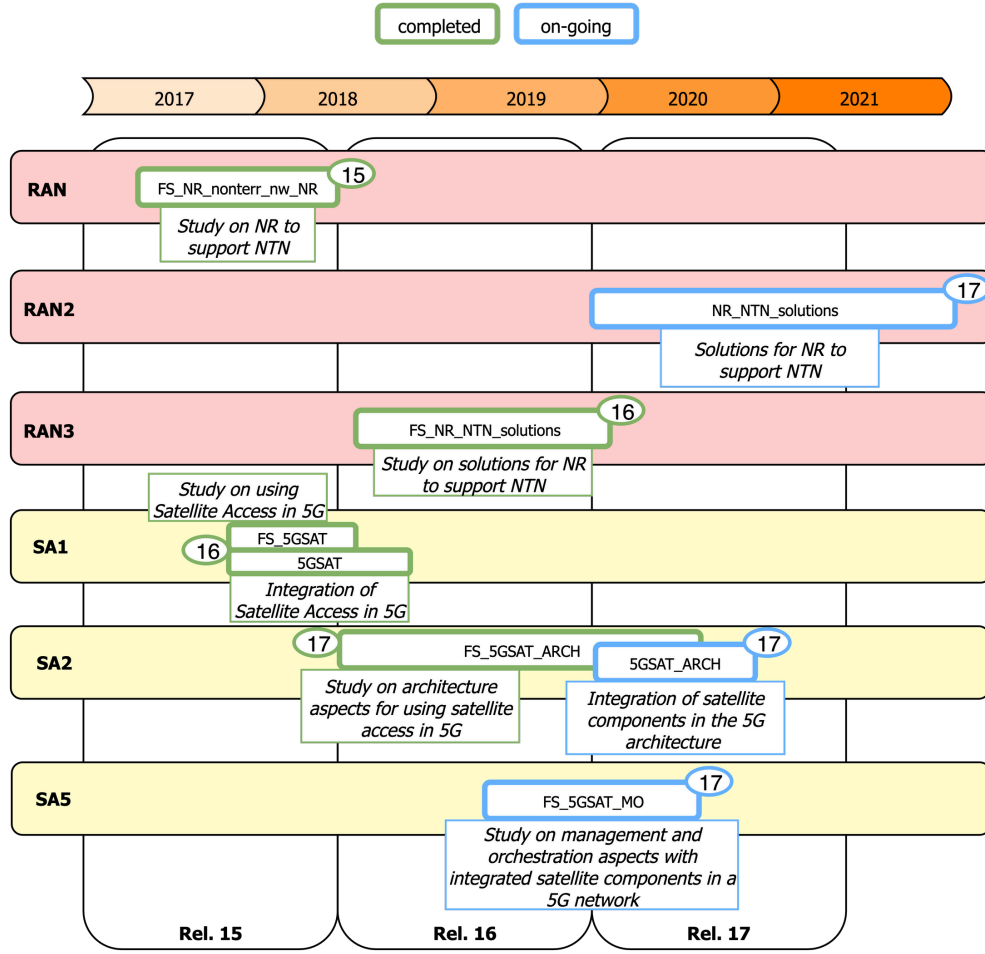 completed
on-going
2017
2018
2019
2020
2021
RAN
FS_NR_nonterr_nw_NR
15
Study on NR to
support NTN
RAN2
NR_NTN_solutions
17
Solutions for NR to
support NTN
RAN3
FS_NR_NTN_solutions
16
Study on solutions for NR
to support NTN
Study on using
Satellite Access in 5G
SA1
16
FS_5GSAT
5GSAT
Integration of
Satellite Access in 5G
SA2
17
FS_5GSAT_ARCH
5GSAT_ARCH
17
Study on architecture
aspects for using satellite
access in 5G
Integration of satellite
components in the 5G
architecture
SA5
FS_5GSAT_MO
17
Study on management and
orchestration aspects with
integrated satellite components in a
5G network
Rel. 15
Rel. 16
Rel. 17